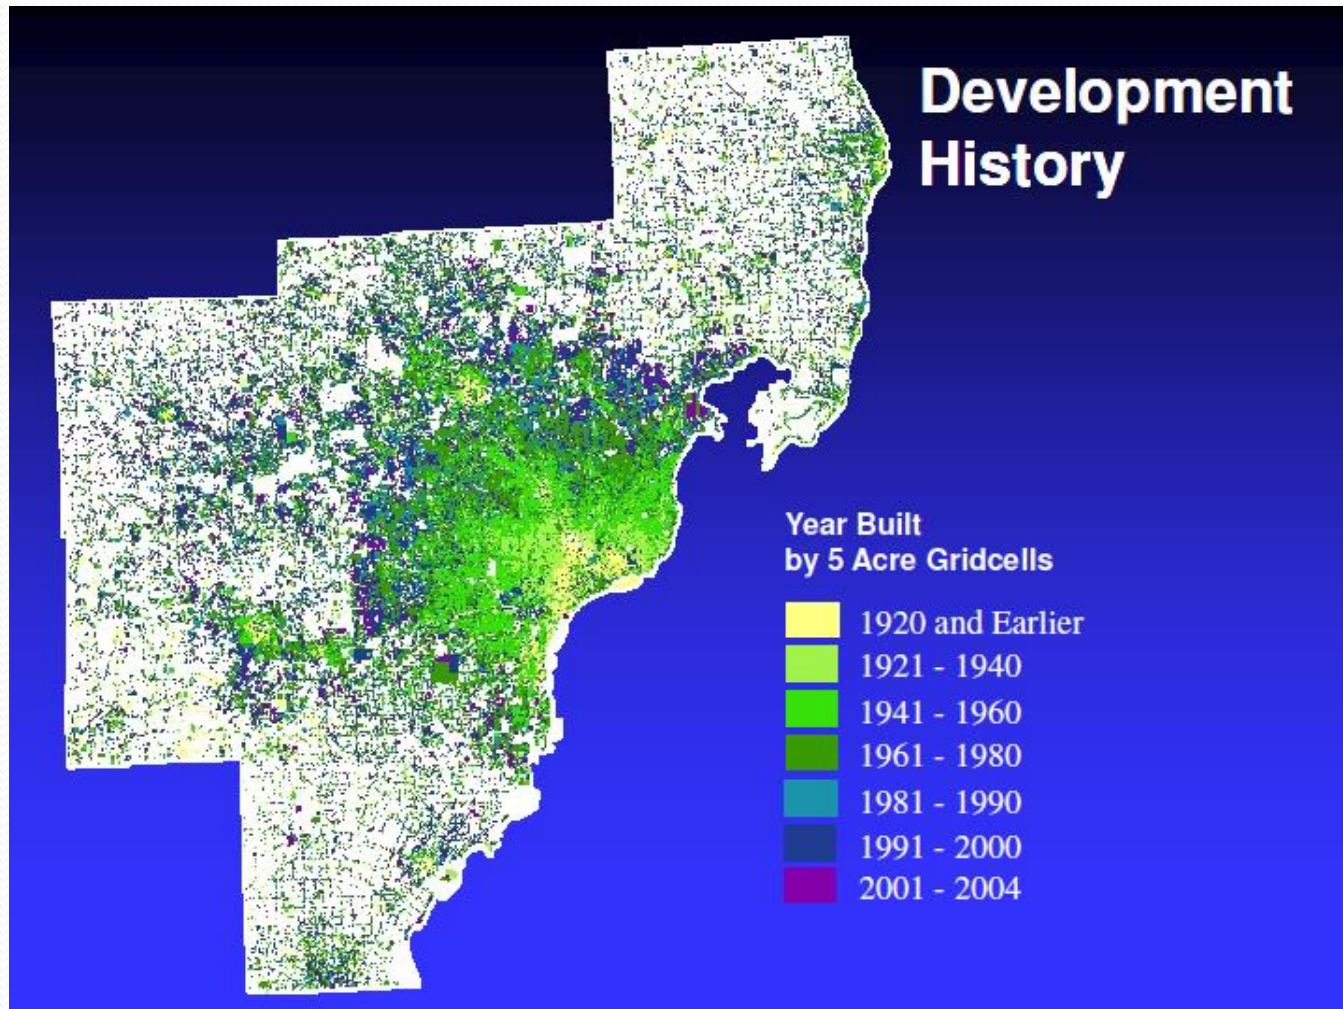 Development
History
Year Built
by 5 Acre Gridcells
1920 and Earlier
1921 - 1940
1941 - 1960
1961 - 1980
1981 - 1990
1991 - 2000
2001 - 2004